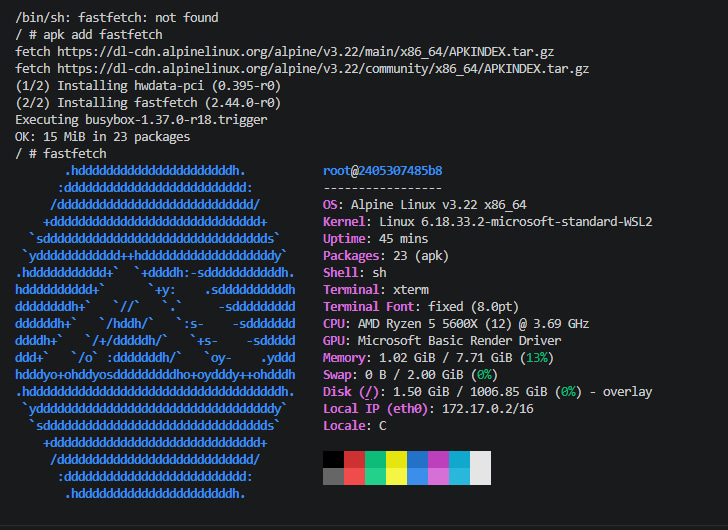 /bin/sh: fastfetch: not found
/ # apk add fastfetch
fetch https://dl-cdn.alpinelinux.org/alpine/v3.22/main/x86_64/APKINDEX.tar.gz
fetch https://dl-cdn.alpinelinux.org/alpine/v3.22/community/x86_64/APKINDEX.tar.gz
(1/2) Installing hwdata-pci (0.395-r0)
(2/2) Installing fastfetch (2.44.0-r0)
Executing busybox-1.37.0-r18.trigger
OK: 15 MiB in 23 packages
/ # fastfetch
root@2405307485b8
-----------------
OS: Alpine Linux v3.22 x86_64
Kernel: Linux 6.18.33.2-microsoft-standard-WSL2
Uptime: 45 mins
Packages: 23 (apk)
Shell: sh
Terminal: xterm
Terminal Font: fixed (8.0pt)
CPU: AMD Ryzen 5 5600X (12) @ 3.69 GHz
GPU: Microsoft Basic Render Driver
Memory: 1.02 GiB / 7.71 GiB (13%)
Swap: 0 B / 2.00 GiB (0%)
Disk (/): 1.50 GiB / 1006.85 GiB (0%) - overlay
Local IP (eth0): 172.17.0.2/16
Locale: C